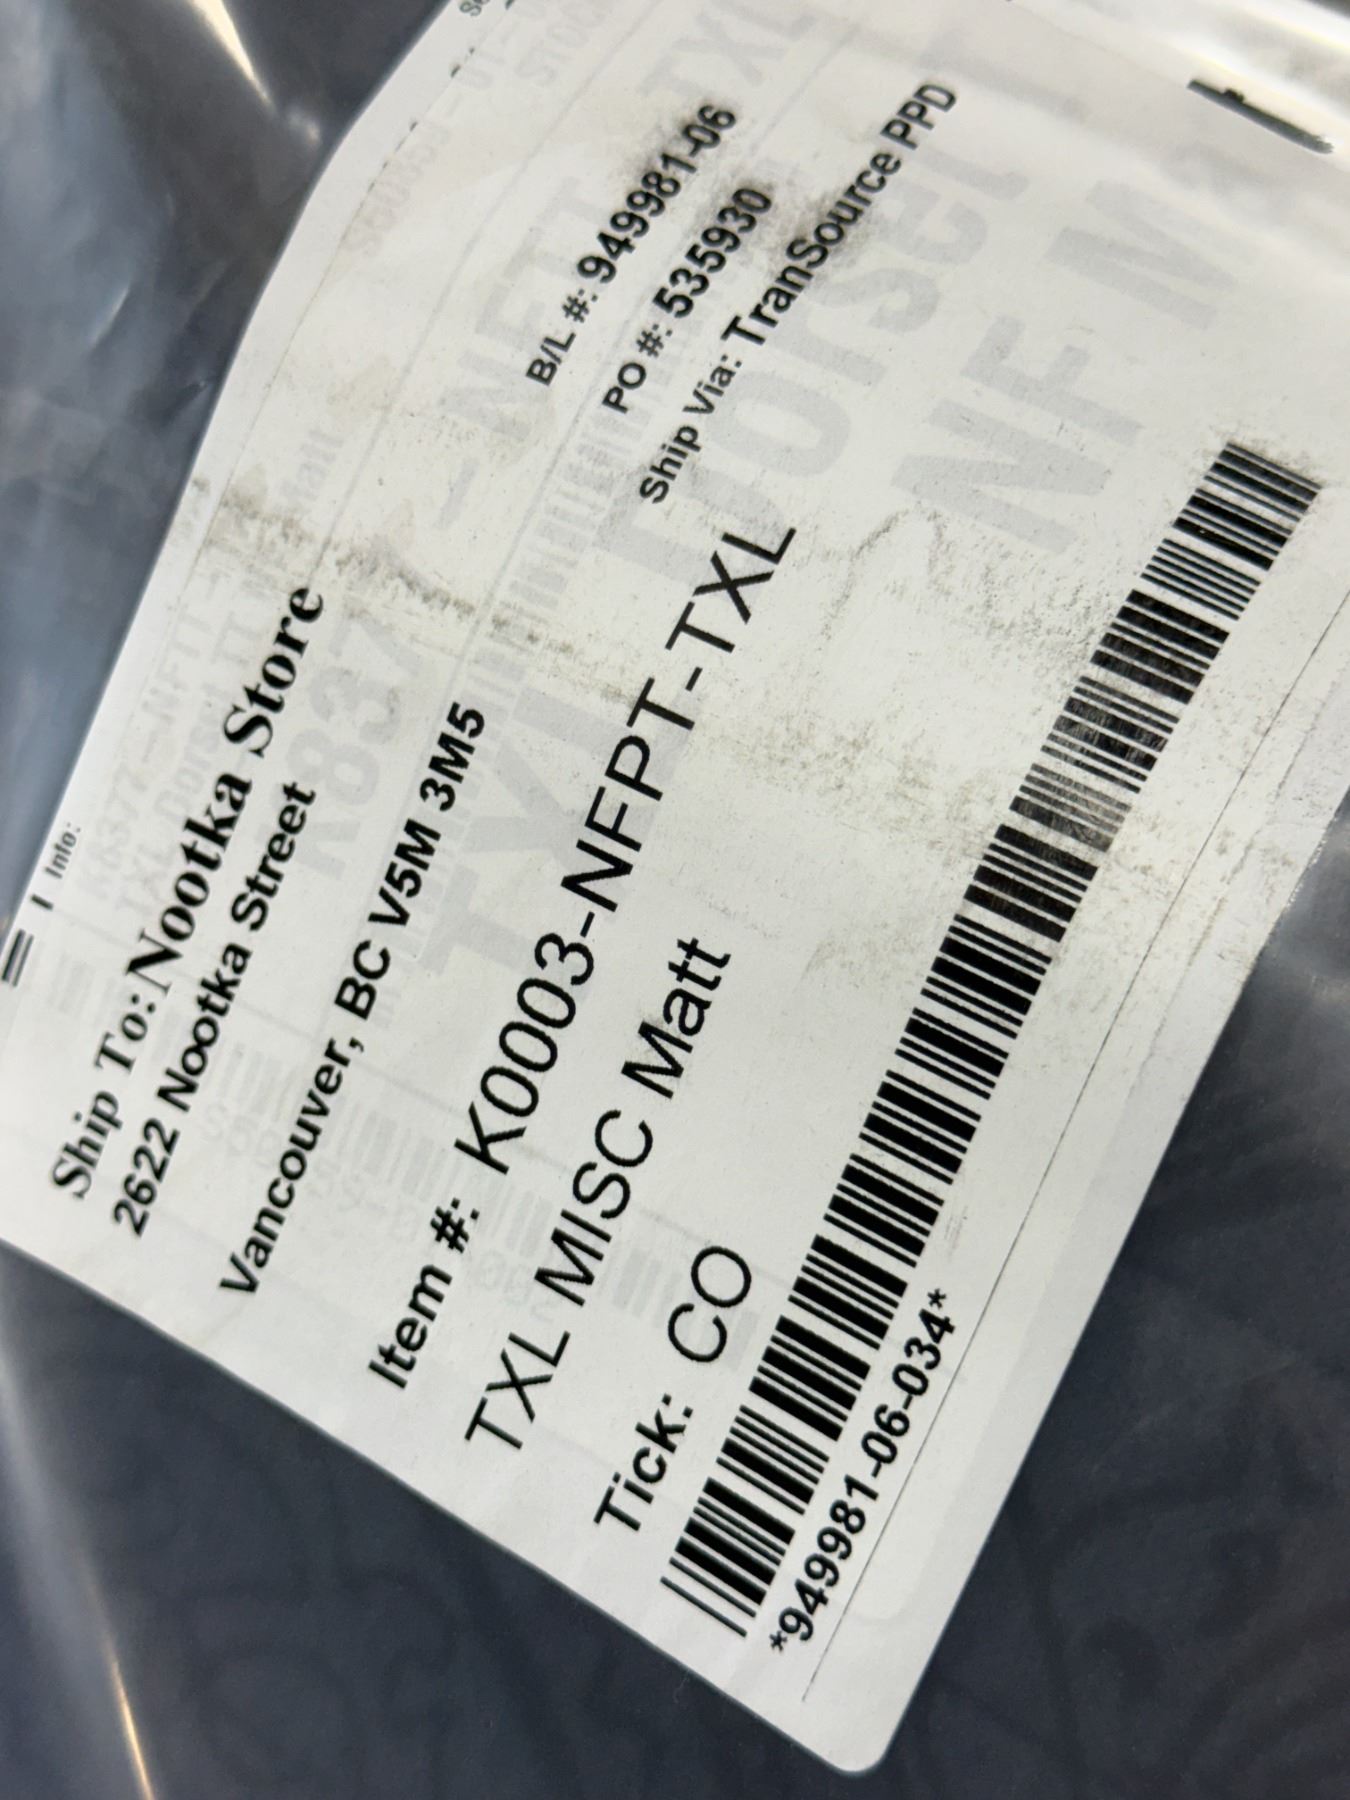 Info:
Ship To: Nootka Store
2622 Nootka Street
Vancouver, BC V5M 3M5
B/L #: 949981-06
PO #: 535930
Ship Via: TranSource PPD
Item #: K0003-NFPT-TXL
TXL MISC Matt
Tick: CO
*949981-06-034*